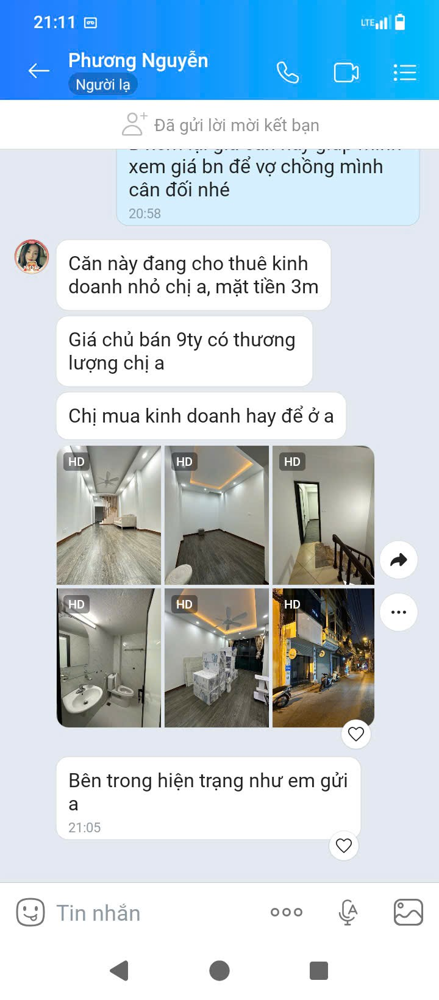 21:11
LTE
Phương Nguyễn
Người lạ
Đã gửi lời mời kết bạn
xem giá bn để vợ chồng mình
cân đối nhé
20:58
Căn này đang cho thuê kinh
doanh nhỏ chị a, mặt tiền 3m
Giá chủ bán 9ty có thương
lượng chị a
Chị mua kinh doanh hay để ở a
HD
HD
HD
HD
HD
HD
Bên trong hiện trạng như em gửi
a
21:05
Tin nhắn
A